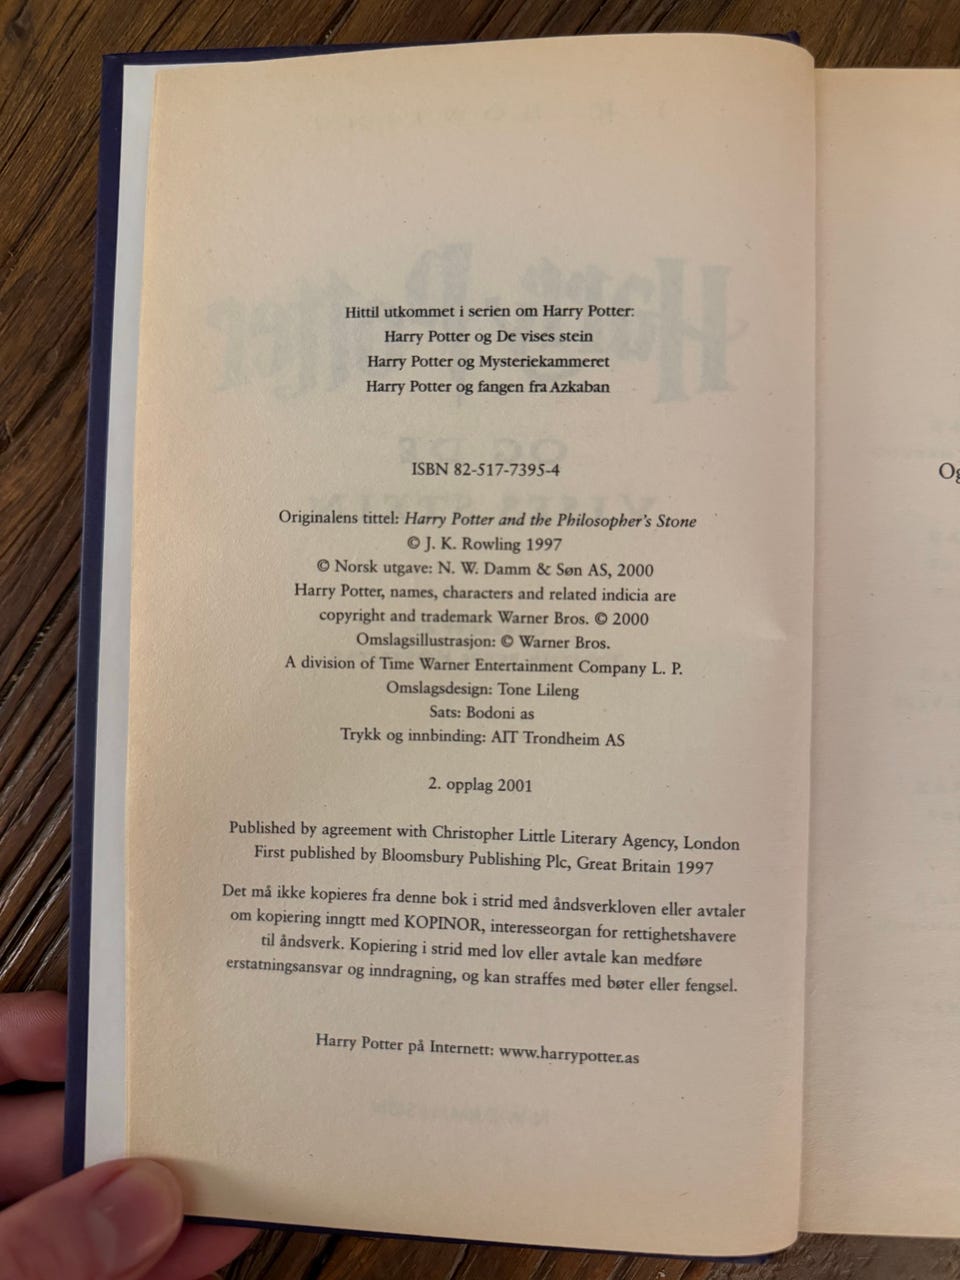 Hittil utkommet i serien om Harry Potter:
Harry Potter og De vises stein
Harry Potter og Mysteriekammeret
Harry Potter og fangen fra Azkaban
ISBN 82-517-7395-4
Originalens tittel: Harry Potter and the Philosopher's Stone
© J. K. Rowling 1997
© Norsk utgave: N. W. Damm & Søn AS, 2000
Harry Potter, names, characters and related indicia are
copyright and trademark Warner Bros. © 2000
Omslagsillustrasjon: © Warner Bros.
A division of Time Warner Entertainment Company L. P.
Omslagsdesign: Tone Lileng
Sats: Bodoni as
Trykk og innbinding: AIT Trondheim AS
2. opplag 2001
Published by agreement with Christopher Little Literary Agency, London
First published by Bloomsbury Publishing Plc, Great Britain 1997
Det må ikke kopieres fra denne bok i strid med åndsverkloven eller avtaler
om kopiering inngtt med KOPINOR, interesseorgan for rettighetshavere
til åndsverk. Kopiering i strid med lov eller avtale kan medføre
erstatningsansvar og inndragning, og kan straffes med bøter eller fengsel.
Harry Potter på Internett: www.harrypotter.as